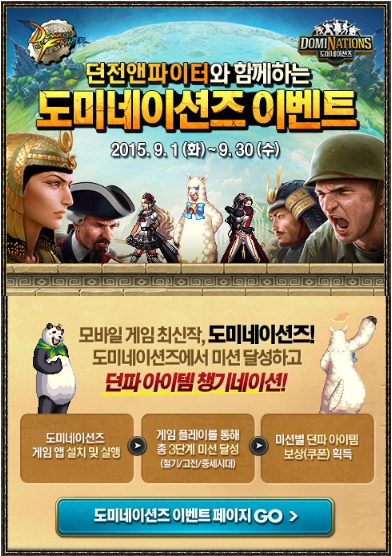 DUNGEON & FIGHTER
DOMINATIONS
도미네이션즈
던전앤파이터와 함께하는
도미네이션즈 이벤트
2015. 9. 1 (화) ~ 9. 30 (수)
모바일 게임 최신작, 도미네이션즈!
도미네이션즈에서 미션 달성하고
던파 아이템 챙기네이션!
도미네이션즈
게임 앱 설치 및 실행
게임 플레이를 통해
총 3단계 미션 달성
(철기/고전/중세시대)
미션별 던파 아이템
보상(쿠폰) 획득
도미네이션즈 이벤트 페이지 GO >